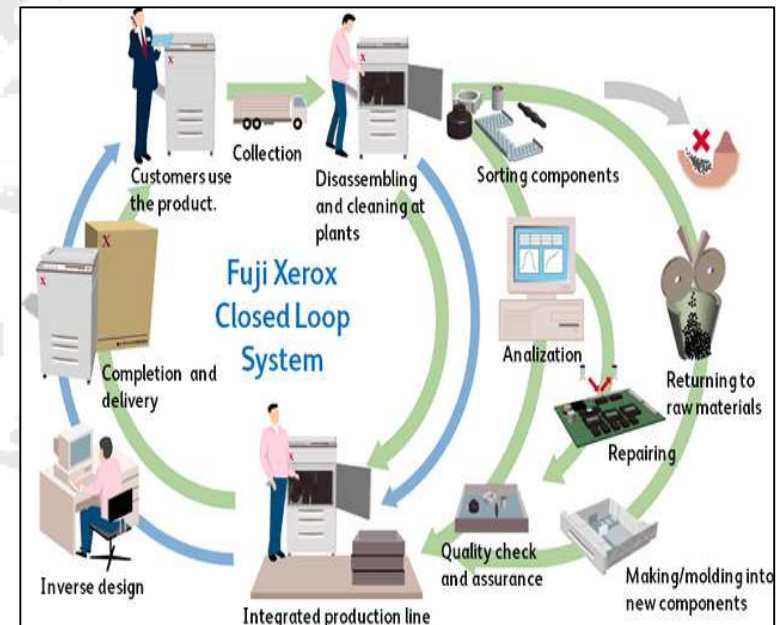 Customers use
the product.
Collection
Disassembling
and cleaning at
plants
Sorting components
Fuji Xerox
Closed Loop
System
Analization
Returning to
raw materials
Repairing
Completion and
delivery
Inverse design
Integrated production line
Quality check
and assurance
Making/molding into
new components
X
X
X
X
X